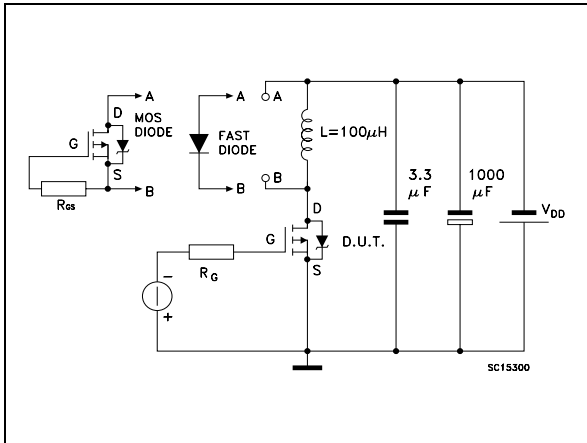 A
D
MOS
DIODE
G
S
B
RGS
A
FAST
DIODE
B
A
L=100μH
B
D
G
D.U.T.
S
RG
−
+
3.3
μF
1000
μF
VDD
SC15300